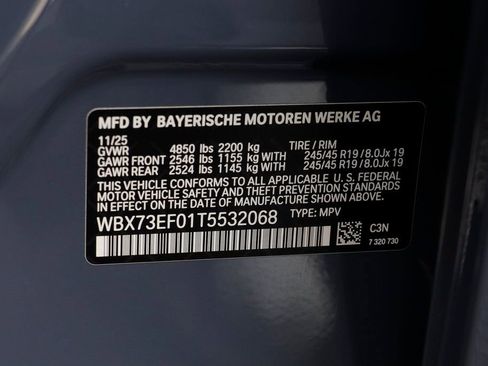 MFD BY BAYERISCHE MOTOREN WERKE AG
11/25
GVWR 4850 lbs 2200 kg TIRE / RIM
GAWR FRONT 2546 lbs 1155 kg WITH 245/45 R19 / 8.0Jx 19
GAWR REAR 2524 lbs 1145 kg WITH 245/45 R19 / 8.0Jx 19
THIS VEHICLE CONFORMS TO ALL APPLICABLE U. S. FEDERAL
MOTOR VEHICLE SAFETY AND THEFT PREVENTION STANDARDS
IN EFFECT ON THE DATE OF MANUFACTURE SHOWN ABOVE.
WBX73EF01T5532068 TYPE: MPV
C3N
7 320 730